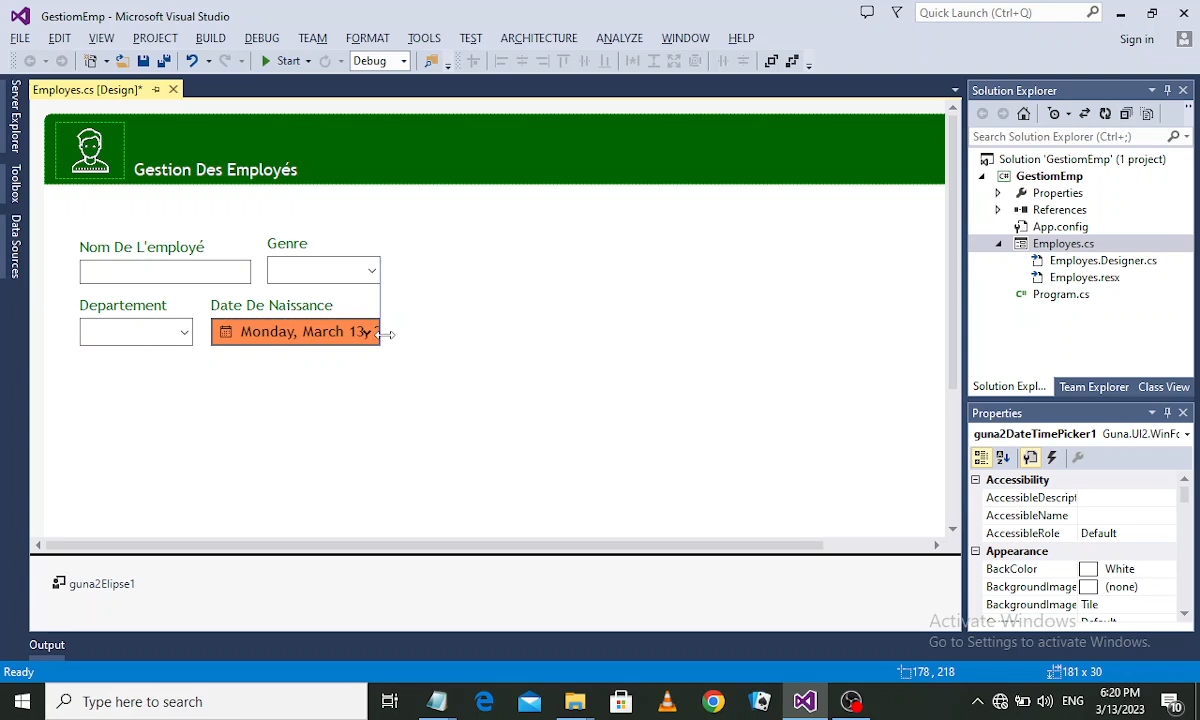 GestiomEmp - Microsoft Visual Studio
Quick Launch (Ctrl+Q)
FILE EDIT VIEW PROJECT BUILD DEBUG TEAM FORMAT TOOLS TEST ARCHITECTURE ANALYZE WINDOW HELP
Sign in
Start
Debug
Employes.cs [Design]*
Server Explorer
Toolbox
Data Sources
Gestion Des Employés
Nom De L'employé
Genre
Departement
Date De Naissance
Monday, March 13,
guna2Elipse1
Solution Explorer
Search Solution Explorer (Ctrl+;)
Solution 'GestiomEmp' (1 project)
GestiomEmp
Properties
References
App.config
Employes.cs
Employes.Designer.cs
Employes.resx
Program.cs
Solution Expl... Team Explorer Class View
Properties
guna2DateTimePicker1 Guna.UI2.WinFc
Accessibility
AccessibleDescript
AccessibleName
AccessibleRole Default
Appearance
BackColor White
BackgroundImage (none)
BackgroundImage Tile
Activate Windows
Go to Settings to activate Windows.
Output
Ready
178 , 218
181 x 30
Type here to search
ENG
6:20 PM
3/13/2023
10